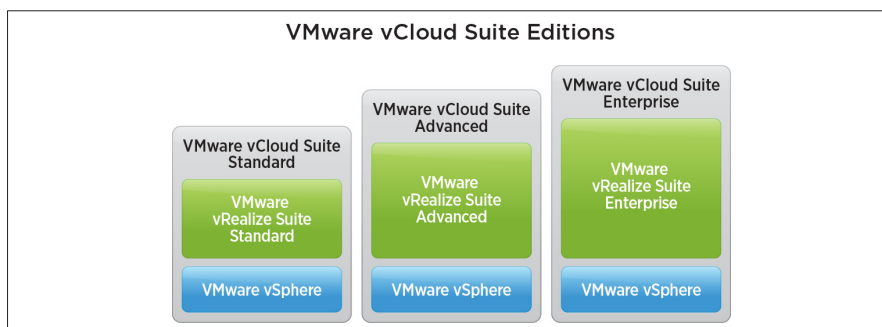 VMware vCloud Suite Editions
VMware vCloud Suite
Standard
VMware
vRealize Suite
Standard
VMware vSphere
VMware vCloud Suite
Advanced
VMware
vRealize Suite
Advanced
VMware vSphere
VMware vCloud Suite
Enterprise
VMware
vRealize Suite
Enterprise
VMware vSphere